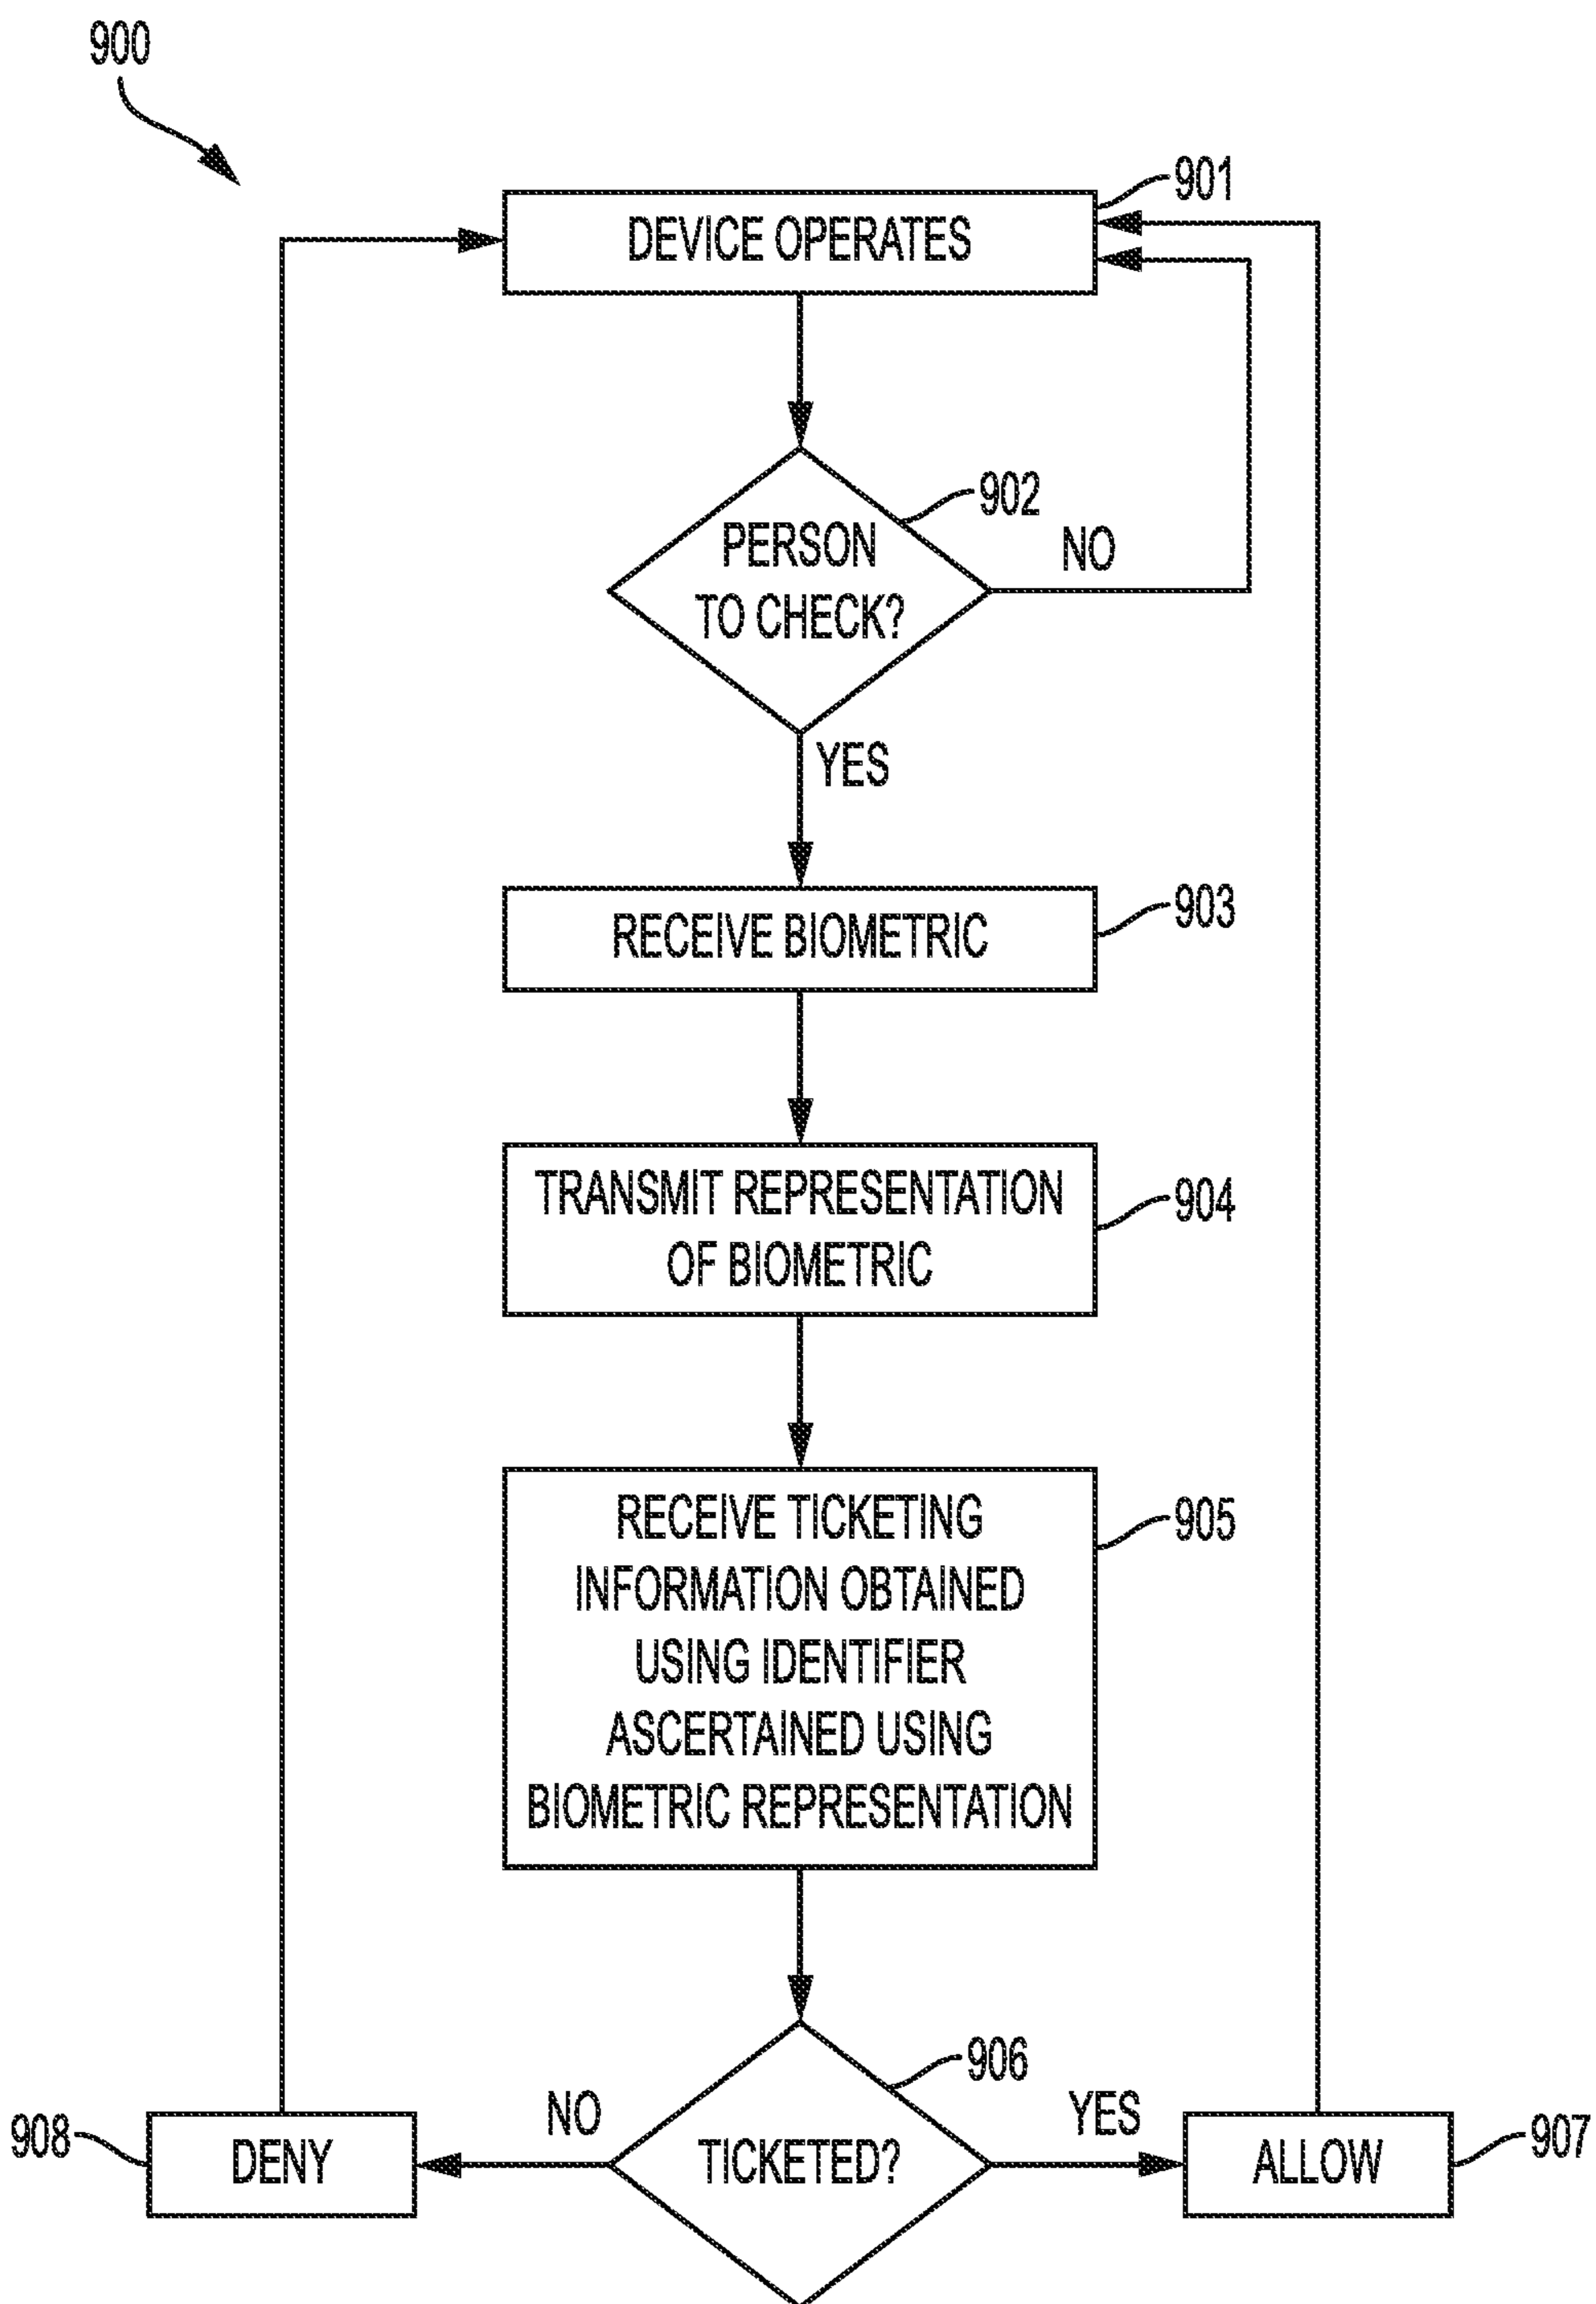 900
901
DEVICE OPERATES
902
PERSON
TO CHECK?
NO
YES
903
RECEIVE BIOMETRIC
904
TRANSMIT REPRESENTATION
OF BIOMETRIC
905
RECEIVE TICKETING
INFORMATION OBTAINED
USING IDENTIFIER
ASCERTAINED USING
BIOMETRIC REPRESENTATION
906
NO
YES
908
DENY
TICKETED?
ALLOW
907